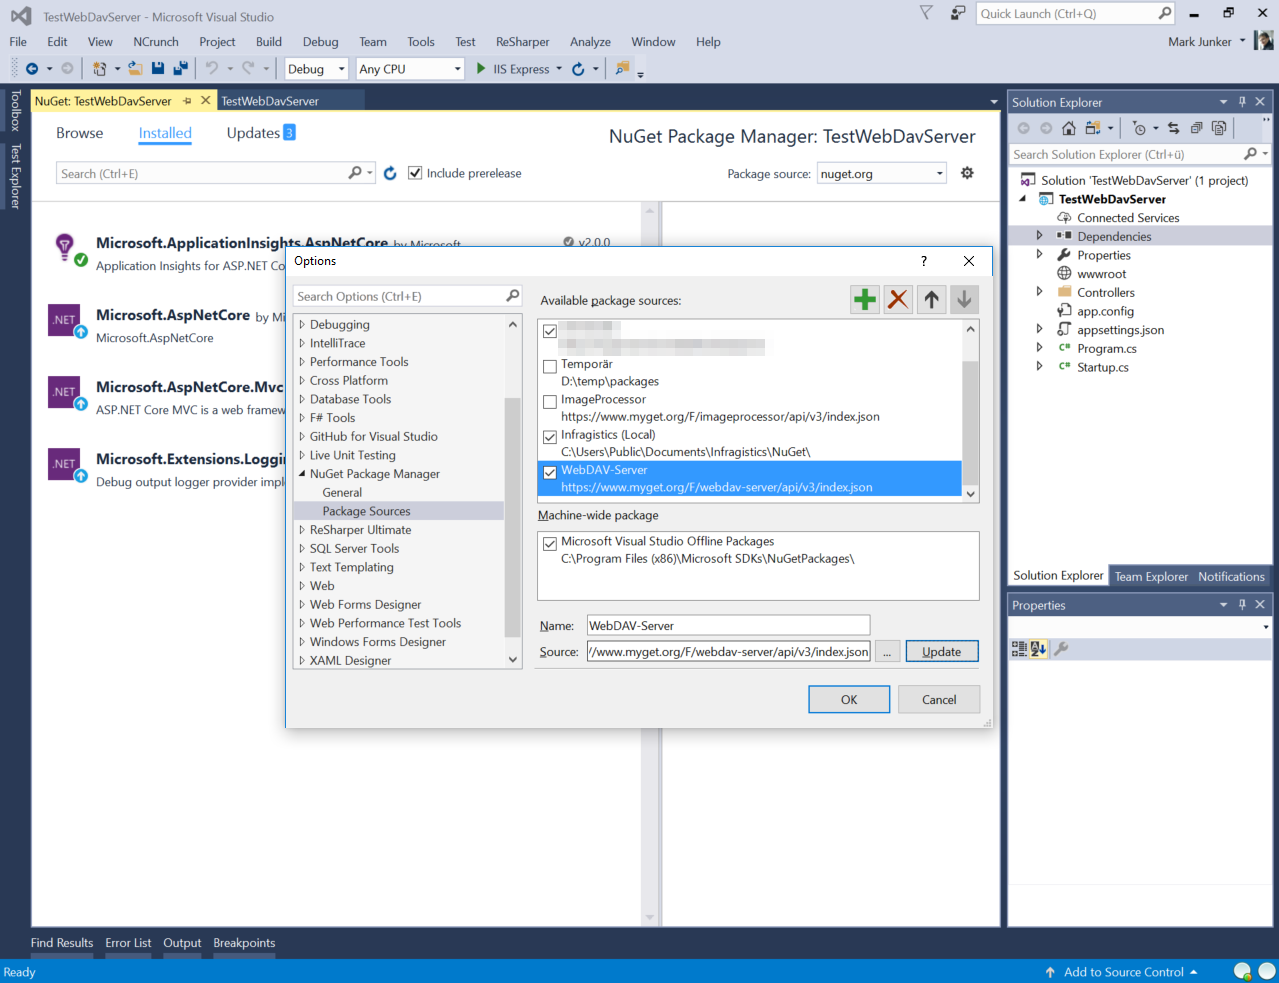 TestWebDavServer - Microsoft Visual Studio
Quick Launch (Ctrl+Q)
File Edit View NCrunch Project Build Debug Team Tools Test ReSharper Analyze Window Help
Mark Junker
Debug Any CPU IIS Express
Toolbox
Test Explorer
NuGet: TestWebDavServer TestWebDavServer
Browse Installed Updates 3
NuGet Package Manager: TestWebDavServer
Search (Ctrl+E)
Include prerelease
Package source: nuget.org
Microsoft.ApplicationInsights.AspNetCore by Microsoft v2.0.0
Application Insights for ASP.NET Co
.NET
Microsoft.AspNetCore by Mi
Microsoft.AspNetCore
.NET
Microsoft.AspNetCore.Mvc
ASP.NET Core MVC is a web framew
.NET
Microsoft.Extensions.Loggi
Debug output logger provider impl
Options
?
Search Options (Ctrl+E)
Debugging
IntelliTrace
Performance Tools
Cross Platform
Database Tools
F# Tools
GitHub for Visual Studio
Live Unit Testing
NuGet Package Manager
General
Package Sources
ReSharper Ultimate
SQL Server Tools
Text Templating
Web
Web Forms Designer
Web Performance Test Tools
Windows Forms Designer
XAML Designer
Available package sources:
Temporär
D:\temp\packages
ImageProcessor
https://www.myget.org/F/imageprocessor/api/v3/index.json
Infragistics (Local)
C:\Users\Public\Documents\Infragistics\NuGet\
WebDAV-Server
https://www.myget.org/F/webdav-server/api/v3/index.json
Machine-wide package
Microsoft Visual Studio Offline Packages
C:\Program Files (x86)\Microsoft SDKs\NuGetPackages\
Name: WebDAV-Server
Source: //www.myget.org/F/webdav-server/api/v3/index.json ... Update
OK Cancel
Solution Explorer
Search Solution Explorer (Ctrl+ü)
Solution 'TestWebDavServer' (1 project)
TestWebDavServer
Connected Services
Dependencies
Properties
wwwroot
Controllers
app.config
appsettings.json
C# Program.cs
C# Startup.cs
Solution Explorer Team Explorer Notifications
Properties
Find Results Error List Output Breakpoints
Ready
Add to Source Control